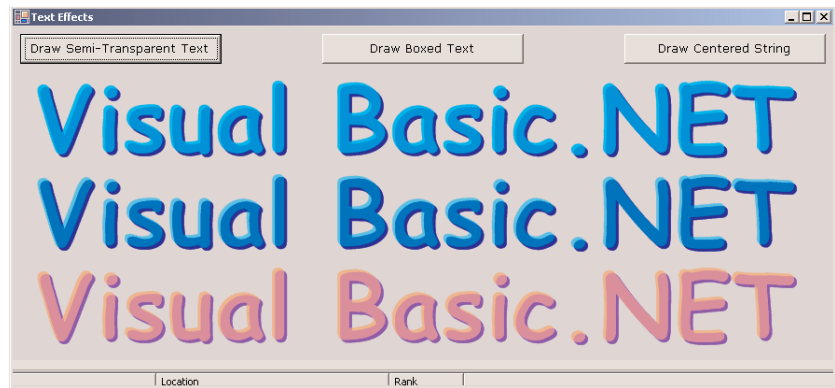 Text Effects
Draw Semi-Transparent Text Draw Boxed Text Draw Centered String
Visual Basic.NET
Visual Basic.NET
Visual Basic.NET
Location Rank